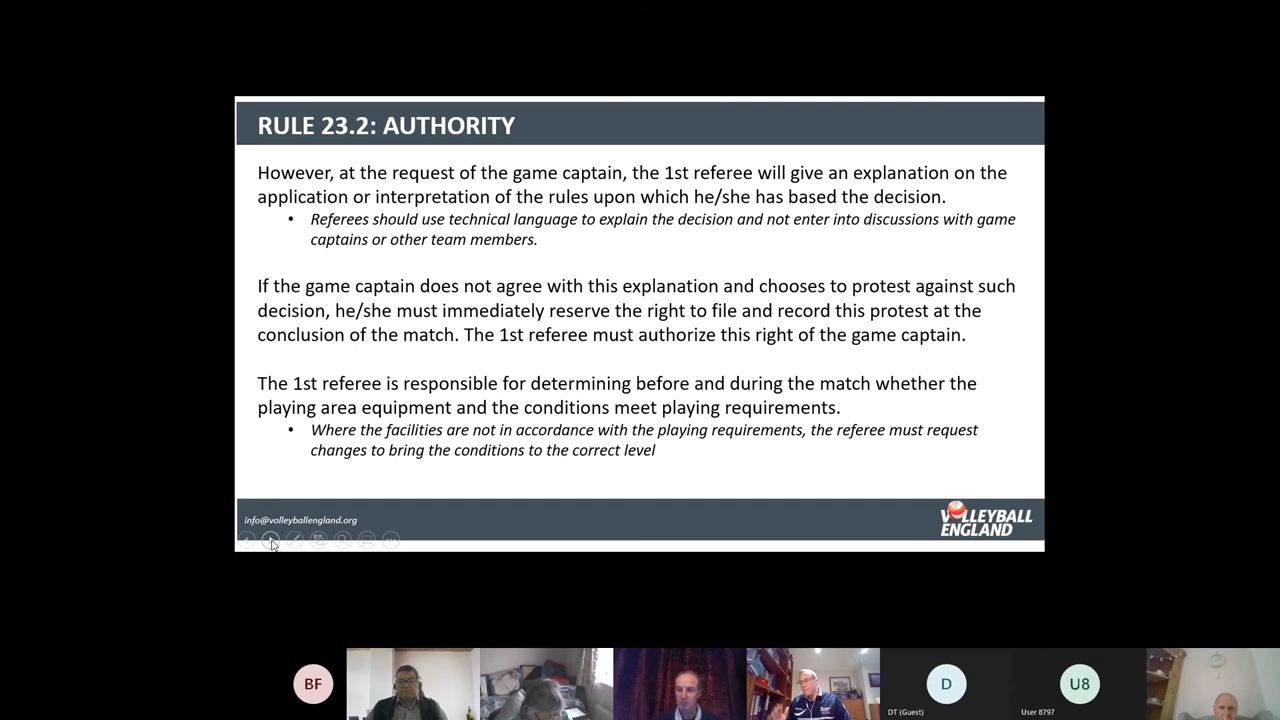 RULE 23.2: AUTHORITY
However, at the request of the game captain, the 1st referee will give an explanation on the
application or interpretation of the rules upon which he/she has based the decision.
• Referees should use technical language to explain the decision and not enter into discussions with game
captains or other team members.
If the game captain does not agree with this explanation and chooses to protest against such
decision, he/she must immediately reserve the right to file and record this protest at the
conclusion of the match. The 1st referee must authorize this right of the game captain.
The 1st referee is responsible for determining before and during the match whether the
playing area equipment and the conditions meet playing requirements.
• Where the facilities are not in accordance with the playing requirements, the referee must request
changes to bring the conditions to the correct level
info@volleyballengland.org
VOLLEYBALL
ENGLAND
BF
D
U8
DT (Guest)
User 8797